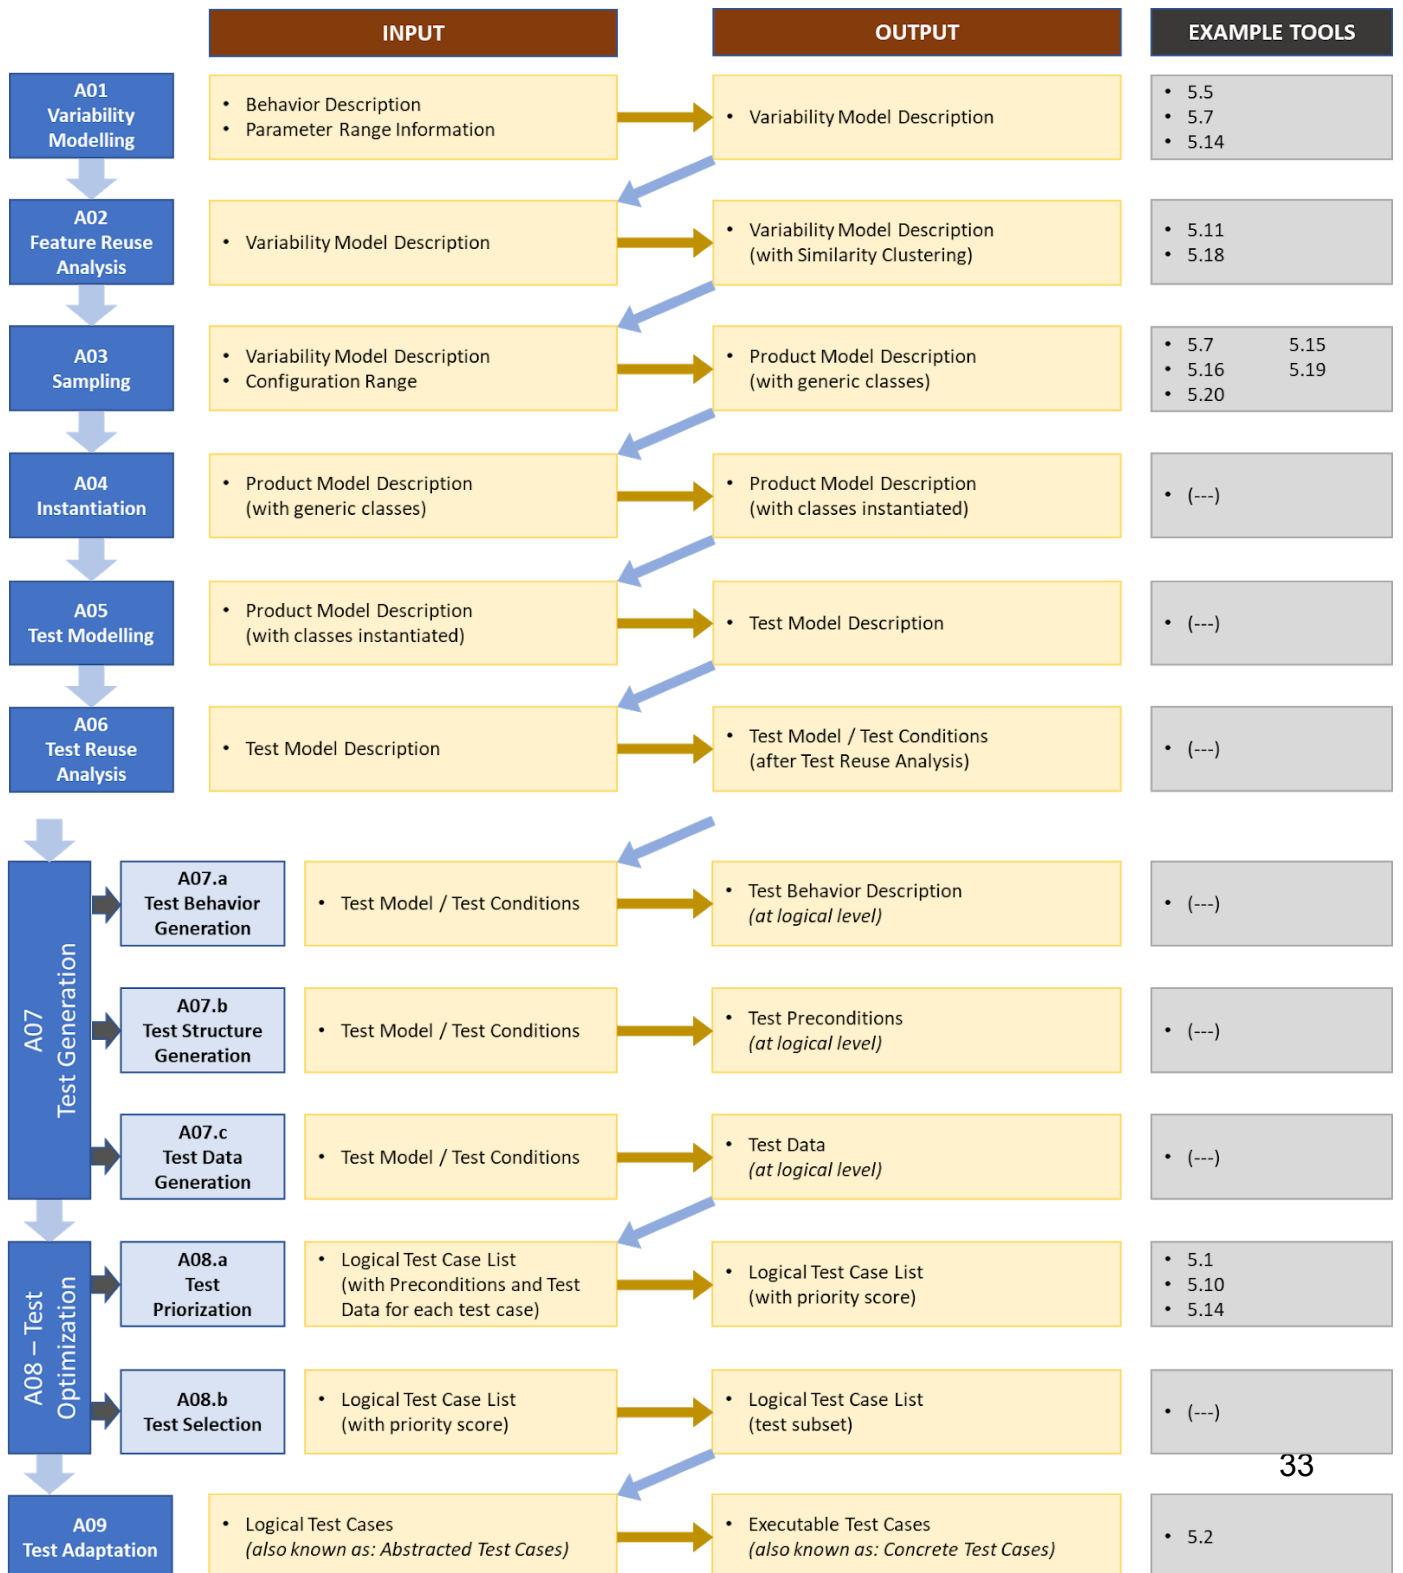 INPUT
OUTPUT
EXAMPLE TOOLS
A01
Variability
Modelling
• Behavior Description
• Parameter Range Information
• Variability Model Description
• 5.5
• 5.7
• 5.14
A02
Feature Reuse
Analysis
• Variability Model Description
• Variability Model Description
(with Similarity Clustering)
• 5.11
• 5.18
A03
Sampling
• Variability Model Description
• Configuration Range
• Product Model Description
(with generic classes)
• 5.7 5.15
• 5.16 5.19
• 5.20
A04
Instantiation
• Product Model Description
(with generic classes)
• Product Model Description
(with classes instantiated)
• (---)
A05
Test Modelling
• Product Model Description
(with classes instantiated)
• Test Model Description
• (---)
A06
Test Reuse
Analysis
• Test Model Description
• Test Model / Test Conditions
(after Test Reuse Analysis)
• (---)
A07
Test Generation
A07.a
Test Behavior
Generation
• Test Model / Test Conditions
• Test Behavior Description
(at logical level)
• (---)
A07.b
Test Structure
Generation
• Test Model / Test Conditions
• Test Preconditions
(at logical level)
• (---)
A07.c
Test Data
Generation
• Test Model / Test Conditions
• Test Data
(at logical level)
• (---)
A08 – Test
Optimization
A08.a
Test
Priorization
• Logical Test Case List
(with Preconditions and Test
Data for each test case)
• Logical Test Case List
(with priority score)
• 5.1
• 5.10
• 5.14
A08.b
Test Selection
• Logical Test Case List
(with priority score)
• Logical Test Case List
(test subset)
• (---)
33
A09
Test Adaptation
• Logical Test Cases
(also known as: Abstracted Test Cases)
• Executable Test Cases
(also known as: Concrete Test Cases)
• 5.2